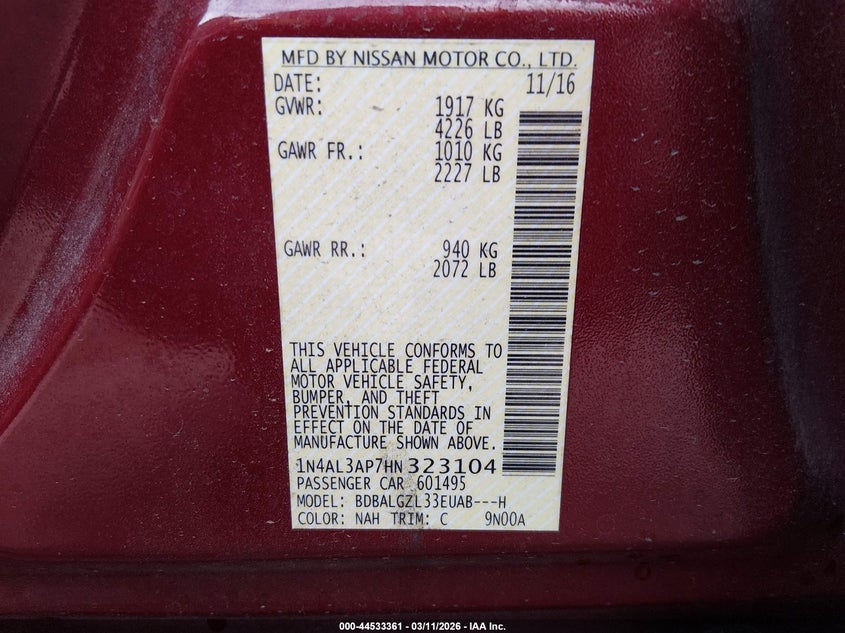 MFD BY NISSAN MOTOR CO., LTD.
DATE: 11/16
GVWR: 1917 KG
4226 LB
GAWR FR.: 1010 KG
2227 LB
GAWR RR.: 940 KG
2072 LB
THIS VEHICLE CONFORMS TO
ALL APPLICABLE FEDERAL
MOTOR VEHICLE SAFETY,
BUMPER, AND THEFT
PREVENTION STANDARDS IN
EFFECT ON THE DATE OF
MANUFACTURE SHOWN ABOVE.
1N4AL3AP7HN323104
PASSENGER CAR 601495
MODEL: BDBALGZL33EUAB---H
COLOR: NAH TRIM: C 9N00A
000-44533361 - 03/11/2026 - IAA Inc.